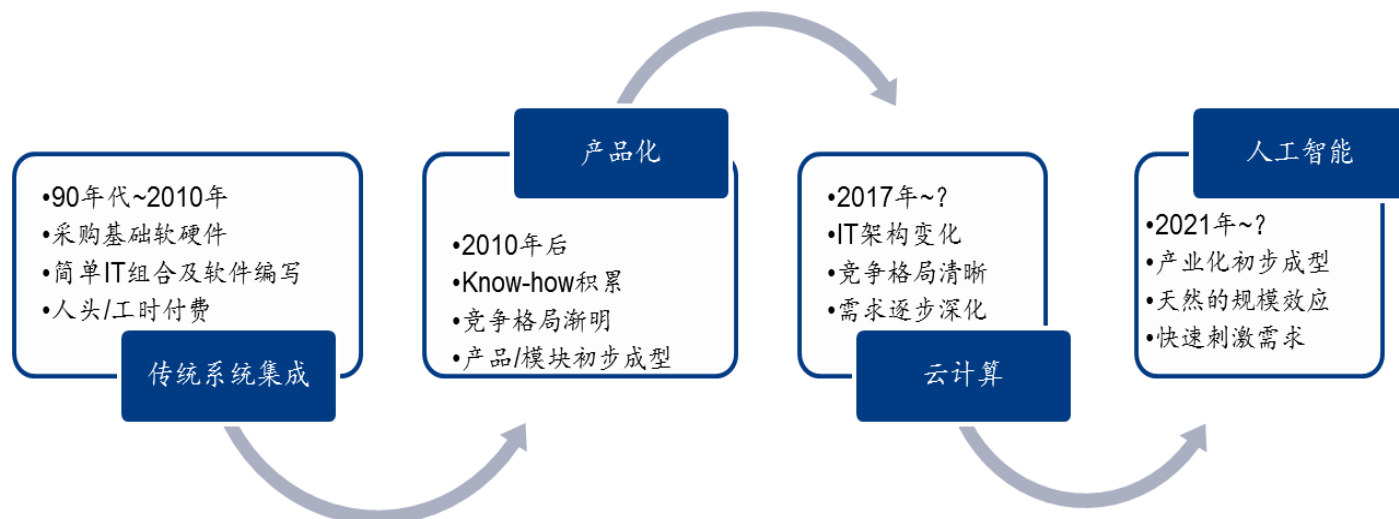 •90年代~2010年
•采购基础软硬件
•简单IT组合及软件编写
•人头/工时付费
传统系统集成
产品化
•2010年后
•Know-how积累
•竞争格局渐明
•产品/模块初步成型
•2017年~?
•IT架构变化
•竞争格局清晰
•需求逐步深化
云计算
人工智能
•2021年~?
•产业化初步成型
•天然的规模效应
•快速刺激需求